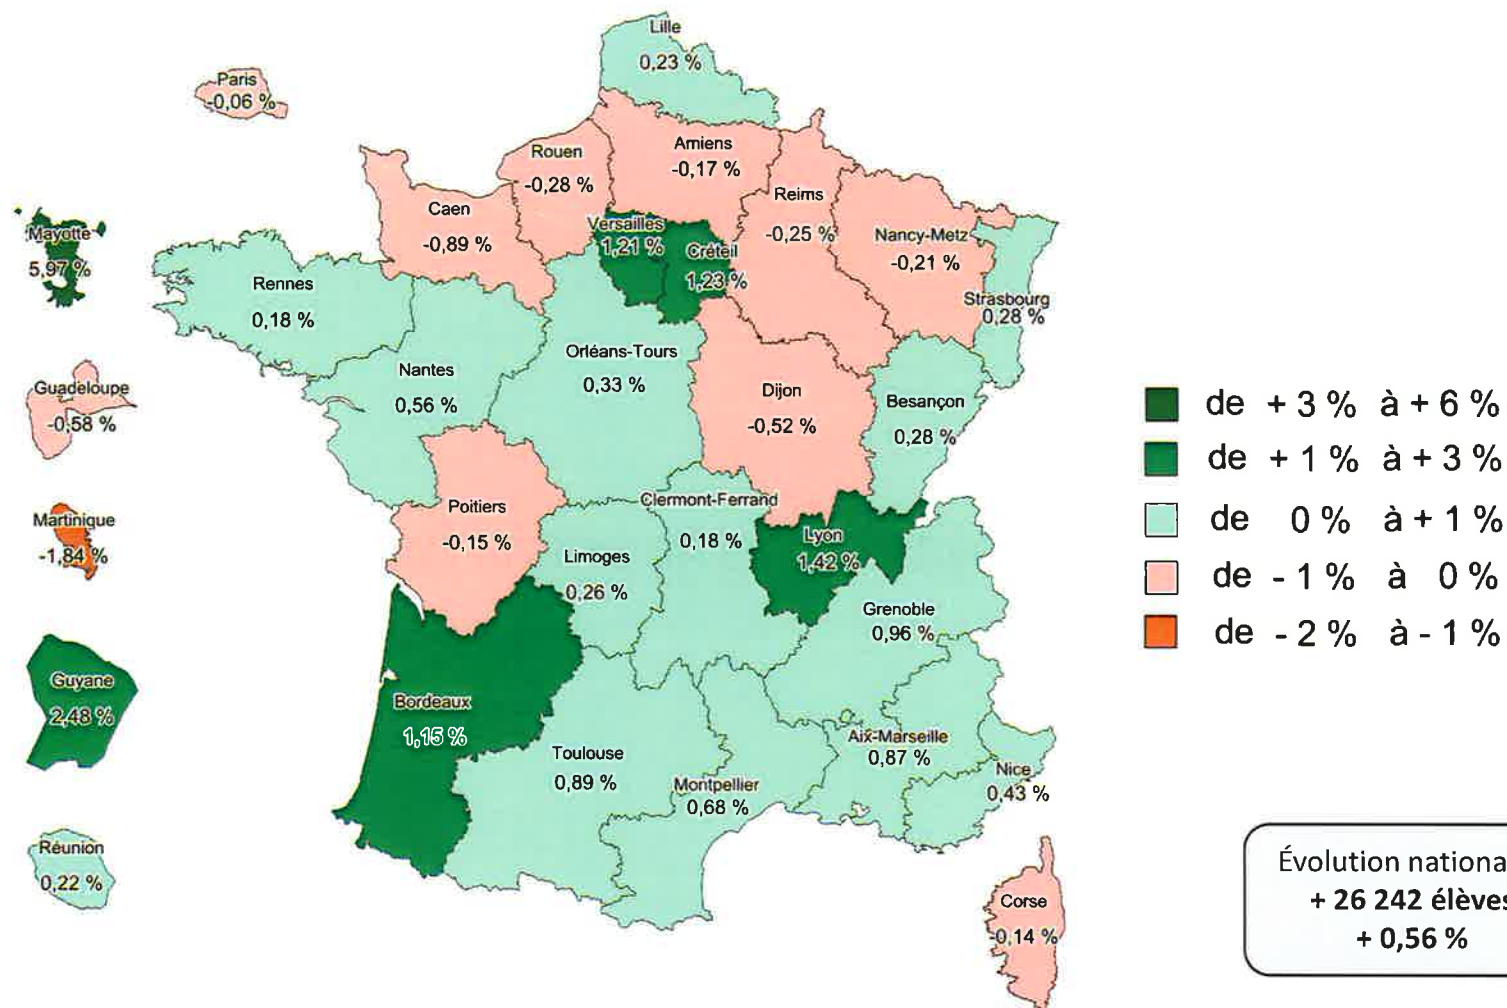 Lille
0,23 %
Paris
-0,06 %
Amiens
-0,17 %
Rouen
-0,28 %
Reims
-0,25 %
Caen
-0,89 %
Versailles
1,21 %
Créteil
1,23 %
Nancy-Metz
-0,21 %
Strasbourg
0,28 %
Mayotte
5,97 %
Rennes
0,18 %
Orléans-Tours
0,33 %
Nantes
0,56 %
Dijon
-0,52 %
Besançon
0,28 %
Guadeloupe
-0,58 %
Poitiers
-0,15 %
Clermont-Ferrand
0,18 %
Martinique
-1,84 %
Limoges
0,26 %
Lyon
1,42 %
Grenoble
0,96 %
Guyane
2,48 %
Bordeaux
1,15 %
Toulouse
0,89 %
Montpellier
0,68 %
Aix-Marseille
0,87 %
Nice
0,43 %
Réunion
0,22 %
Corse
-0,14 %
de + 3 % à + 6 %
de + 1 % à + 3 %
de 0 % à + 1 %
de - 1 % à 0 %
de - 2 % à - 1 %
Évolution national
+ 26 242 élèves
+ 0,56 %